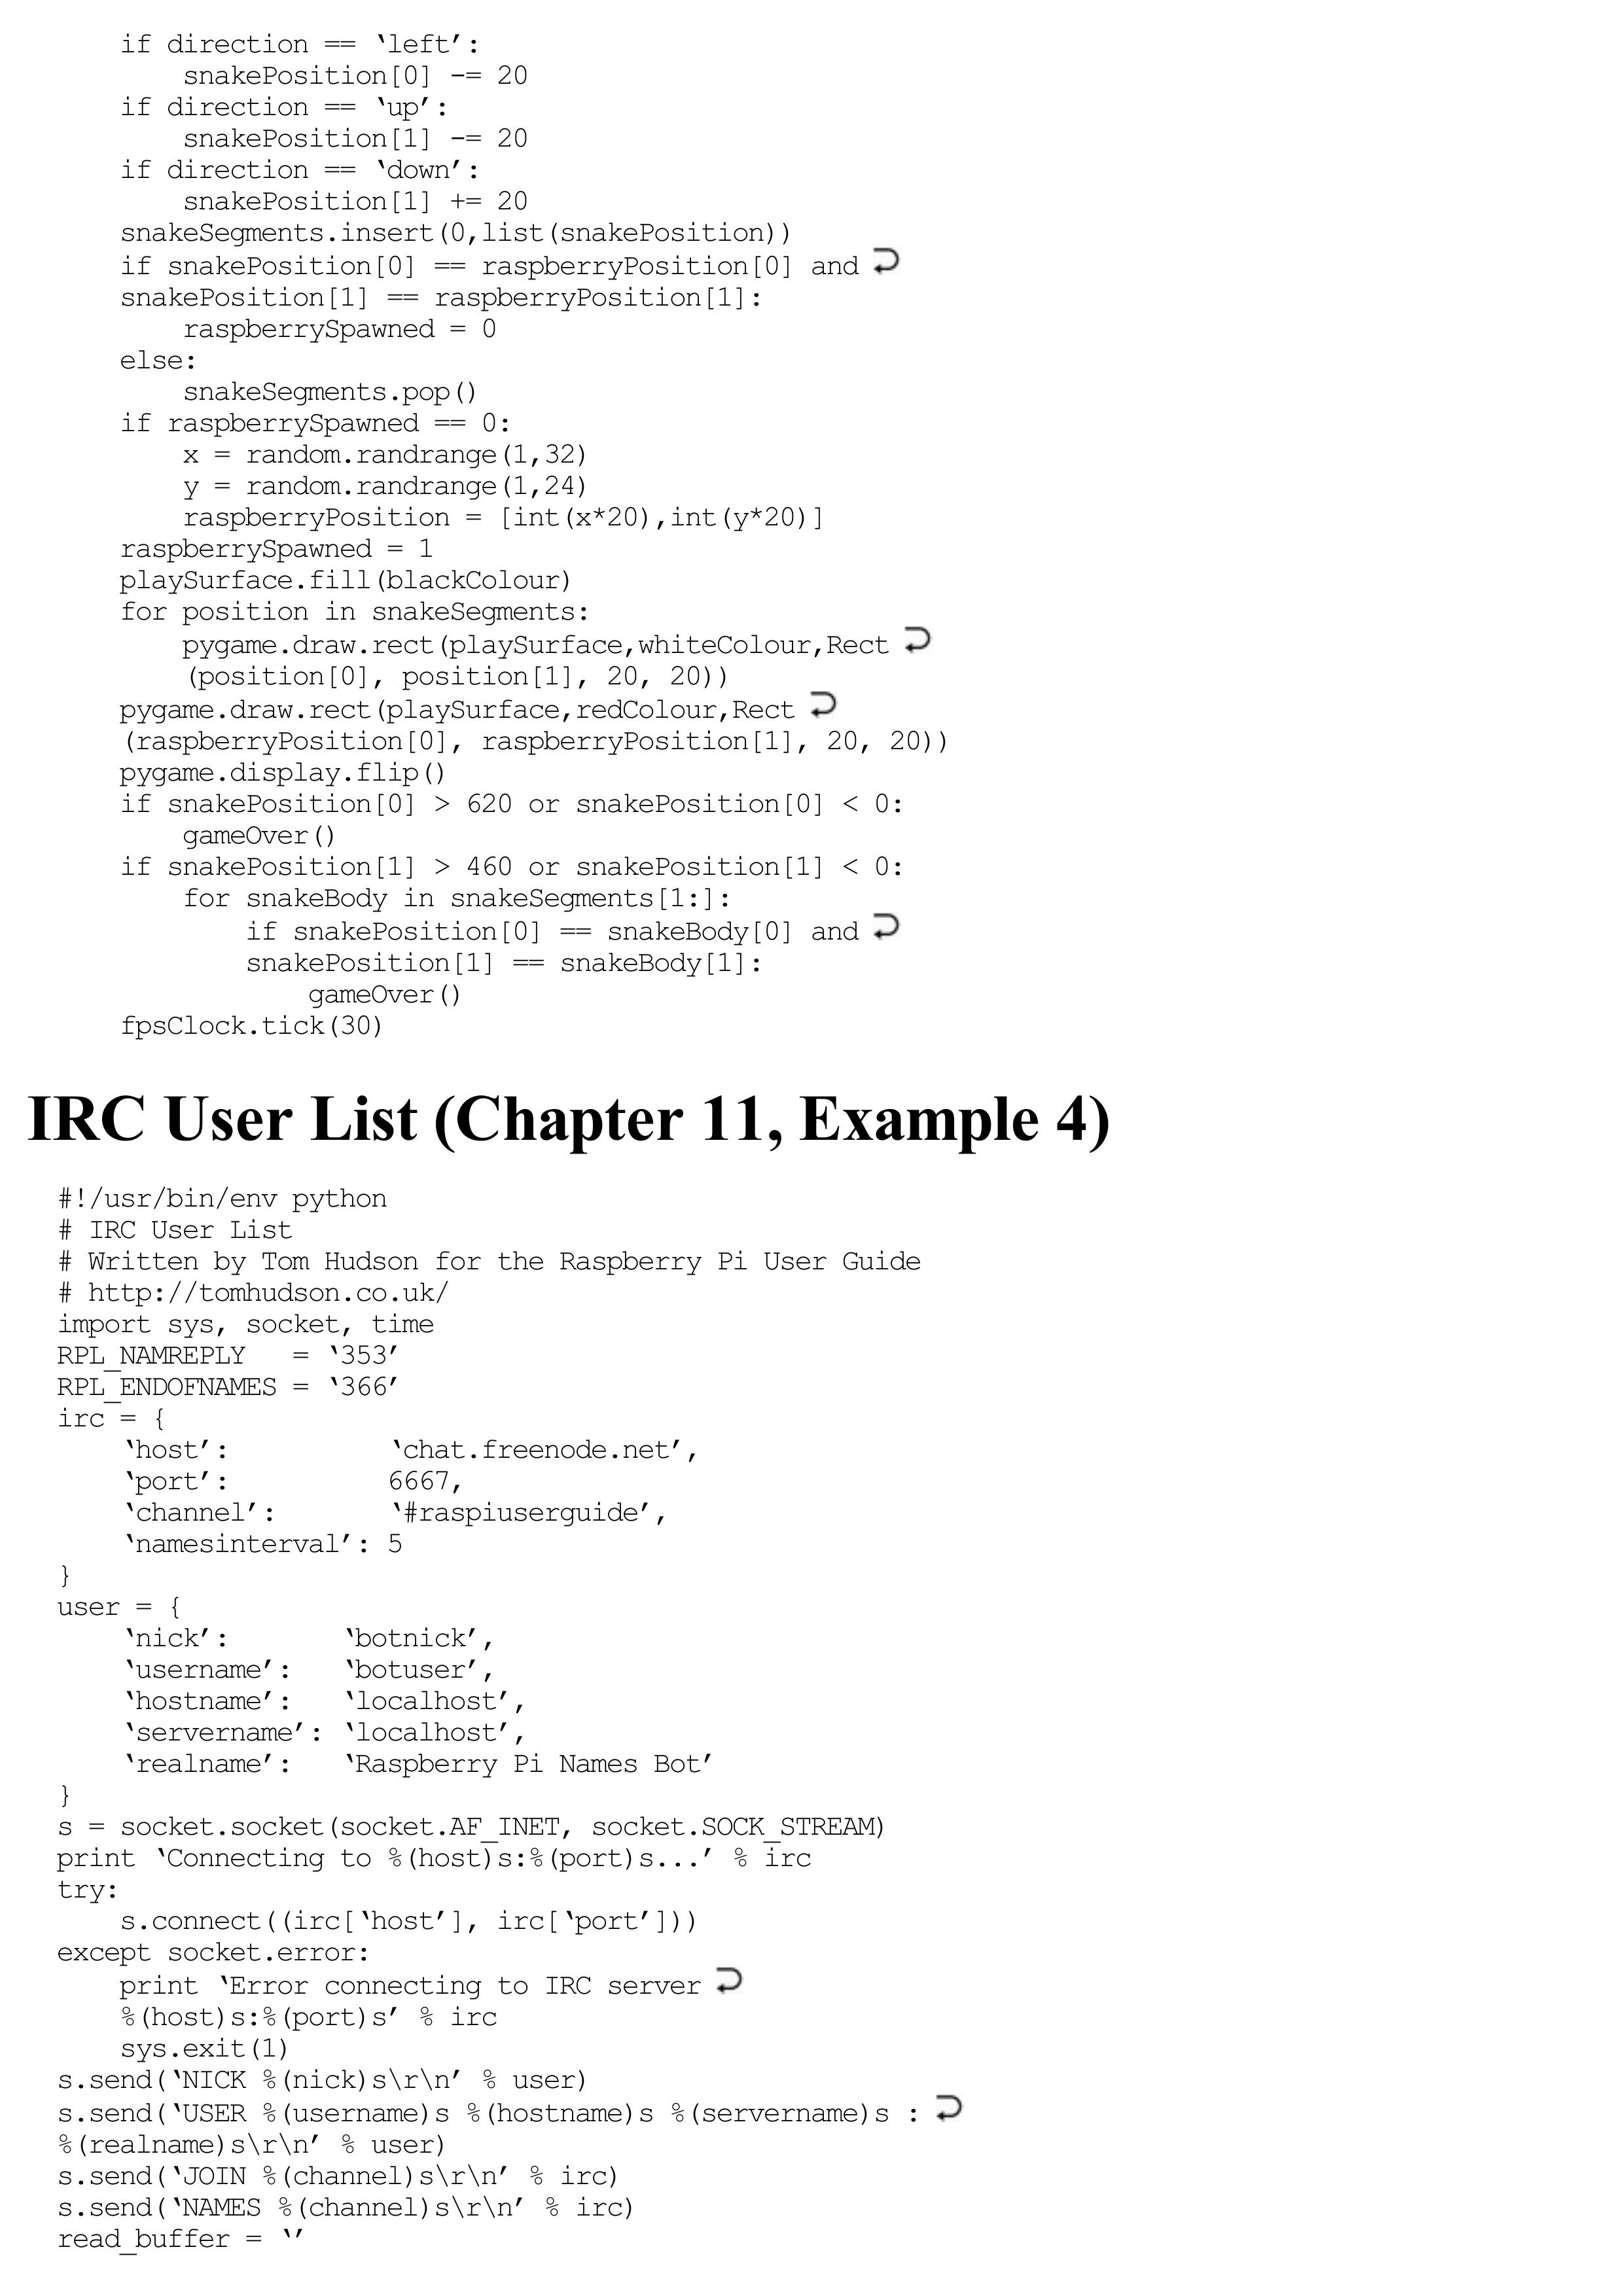 if direction == ‘left’:
        snakePosition[0] -= 20
    if direction == ‘up’:
        snakePosition[1] -= 20
    if direction == ‘down’:
        snakePosition[1] += 20
    snakeSegments.insert(0,list(snakePosition))
    if snakePosition[0] == raspberryPosition[0] and ⊋
    snakePosition[1] == raspberryPosition[1]:
        raspberrySpawned = 0
    else:
        snakeSegments.pop()
    if raspberrySpawned == 0:
        x = random.randrange(1,32)
        y = random.randrange(1,24)
        raspberryPosition = [int(x*20),int(y*20)]
    raspberrySpawned = 1
    playSurface.fill(blackColour)
    for position in snakeSegments:
        pygame.draw.rect(playSurface,whiteColour,Rect ⊋
        (position[0], position[1], 20, 20))
    pygame.draw.rect(playSurface,redColour,Rect ⊋
    (raspberryPosition[0], raspberryPosition[1], 20, 20))
    pygame.display.flip()
    if snakePosition[0] > 620 or snakePosition[0] < 0:
        gameOver()
    if snakePosition[1] > 460 or snakePosition[1] < 0:
        for snakeBody in snakeSegments[1:]:
            if snakePosition[0] == snakeBody[0] and ⊋
            snakePosition[1] == snakeBody[1]:
                gameOver()
    fpsClock.tick(30)
IRC User List (Chapter 11, Example 4)
#!/usr/bin/env python
# IRC User List
# Written by Tom Hudson for the Raspberry Pi User Guide
# http://tomhudson.co.uk/
import sys, socket, time
RPL_NAMREPLY   = ‘353’
RPL_ENDOFNAMES = ‘366’
irc = {
    ‘host’:          ‘chat.freenode.net’,
    ‘port’:          6667,
    ‘channel’:       ‘#raspiuserguide’,
    ‘namesinterval’: 5
}
user = {
    ‘nick’:       ‘botnick’,
    ‘username’:   ‘botuser’,
    ‘hostname’:   ‘localhost’,
    ‘servername’: ‘localhost’,
    ‘realname’:   ‘Raspberry Pi Names Bot’
}
s = socket.socket(socket.AF_INET, socket.SOCK_STREAM)
print ‘Connecting to %(host)s:%(port)s...’ % irc
try:
    s.connect((irc[‘host’], irc[‘port’]))
except socket.error:
    print ‘Error connecting to IRC server ⊋
    %(host)s:%(port)s’ % irc
    sys.exit(1)
s.send(‘NICK %(nick)s\r\n’ % user)
s.send(‘USER %(username)s %(hostname)s %(servername)s : ⊋
%(realname)s\r\n’ % user)
s.send(‘JOIN %(channel)s\r\n’ % irc)
s.send(‘NAMES %(channel)s\r\n’ % irc)
read_buffer = ‘’